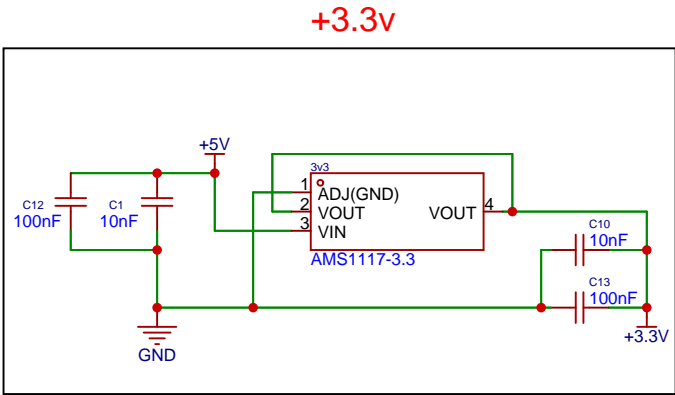 +3.3v
+5V
3v3
1 ADJ(GND)
2 VOUT
3 VIN
VOUT 4
AMS1117-3.3
C12
100nF
C1
10nF
C10
10nF
C13
100nF
GND
+3.3V